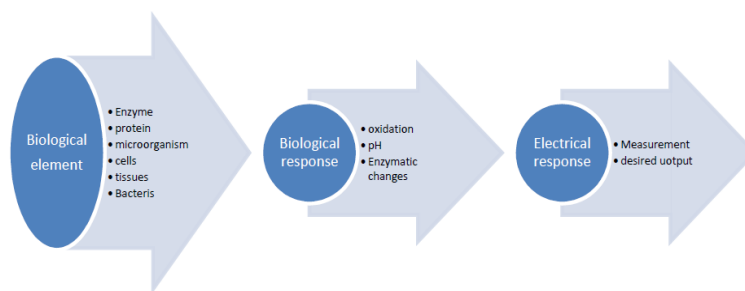 Biological
element
• Enzyme
• protein
• microorganism
• cells
• tissues
• Bacteris
Biological
response
• oxidation
• pH
• Enzymatic
changes
Electrical
response
• Measurement
• desired uotput